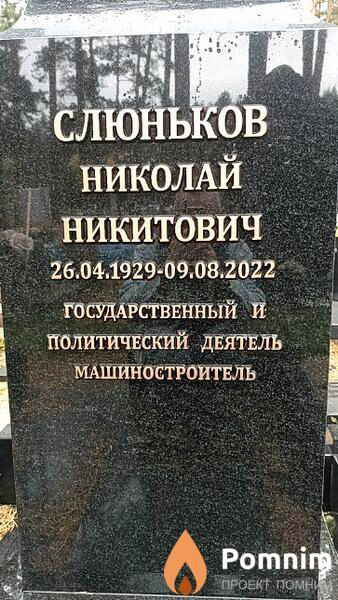 СЛЮНЬКОВ
НИКОЛАЙ
НИКИТОВИЧ
26.04.1929-09.08.2022
ГОСУДАРСТВЕННЫЙ И
ПОЛИТИЧЕСКИЙ ДЕЯТЕЛЬ
МАШИНОСТРОИТЕЛЬ
Pomnim
ПРОЕКТ ПОМНИМ